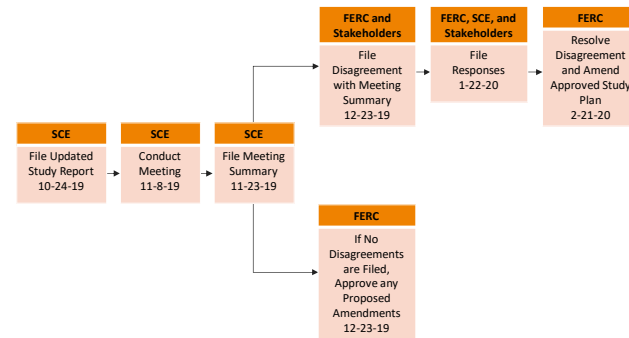 FERC and
Stakeholders
File
Disagreement
with Meeting
Summary
12-23-19
FERC, SCE, and
Stakeholders
File
Responses
1-22-20
FERC
Resolve
Disagreement
and Amend
Approved Study
Plan
2-21-20
SCE
File Updated
Study Report
10-24-19
SCE
Conduct
Meeting
11-8-19
SCE
File Meeting
Summary
11-23-19
FERC
If No
Disagreements
are Filed,
Approve any
Proposed
Amendments
12-23-19